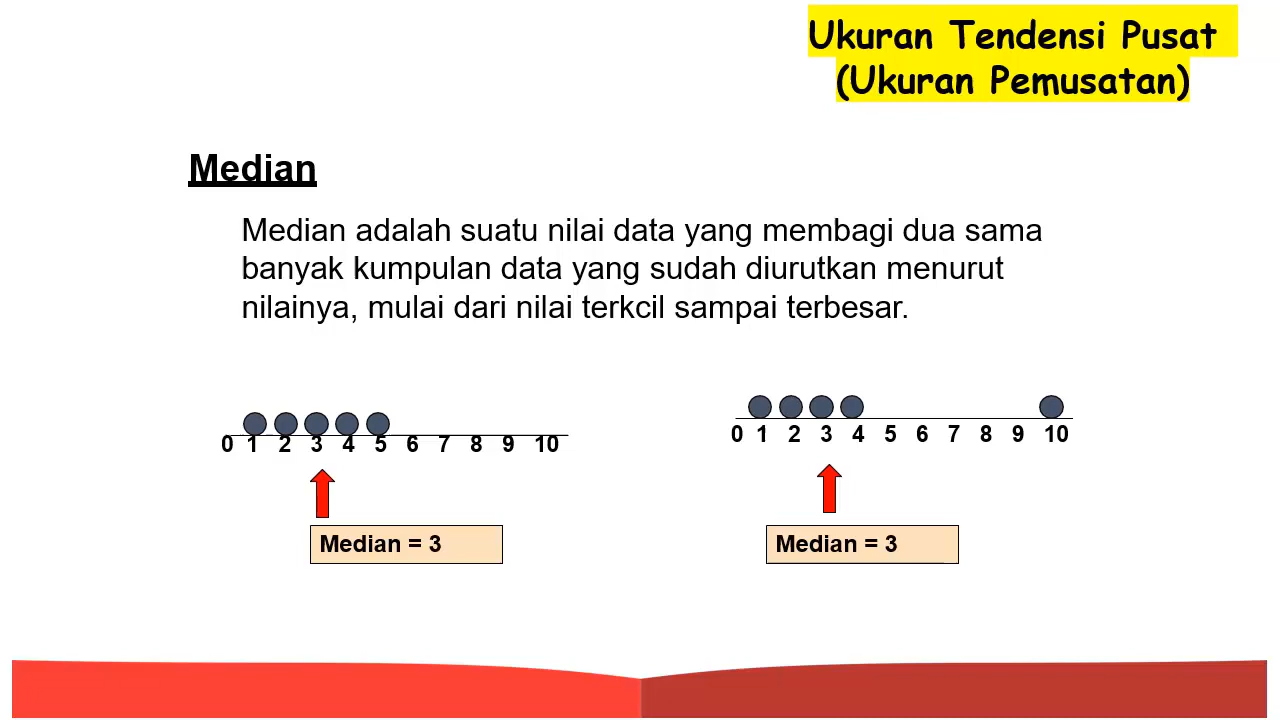 Ukuran Tendensi Pusat
(Ukuran Pemusatan)
Median
Median adalah suatu nilai data yang membagi dua sama
banyak kumpulan data yang sudah diurutkan menurut
nilainya, mulai dari nilai terkcil sampai terbesar.
0 1 2 3 4 5 6 7 8 9 10
Median = 3
0 1 2 3 4 5 6 7 8 9 10
Median = 3